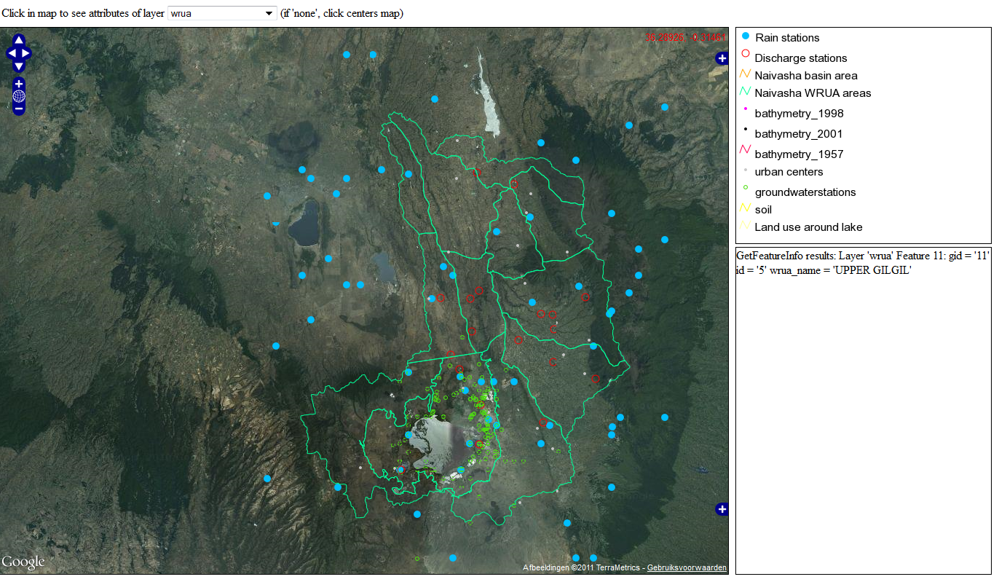 Click in map to see attributes of layer wrua (if 'none', click centers map)
36.28925, -0.31461
Rain stations
Discharge stations
Naivasha basin area
Naivasha WRUA areas
bathymetry_1998
bathymetry_2001
bathymetry_1957
urban centers
groundwaterstations
soil
Land use around lake
GetFeatureInfo results: Layer 'wrua' Feature 11: gid = '11'
id = '5' wrua_name = 'UPPER GILGIL'
Google
Afbeeldingen ©2011 TerraMetrics - Gebruiksvoorwaarden